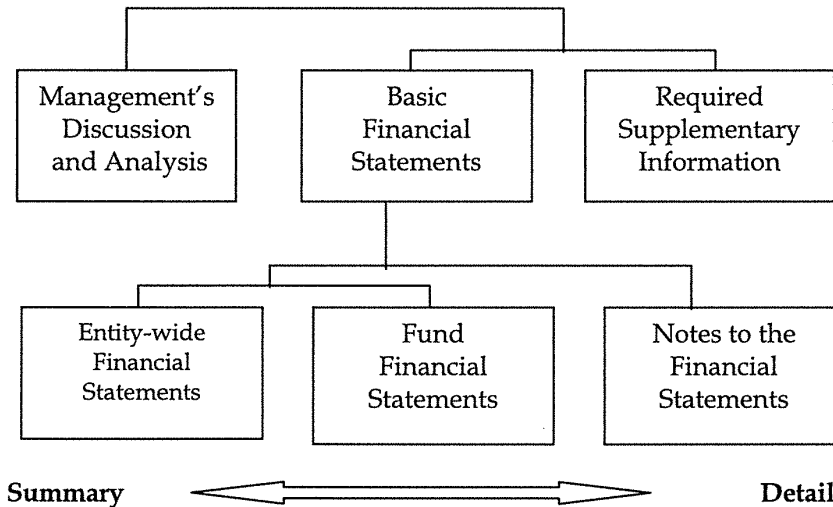 Management's
Discussion
and Analysis
Basic
Financial
Statements
Required
Supplementary
Information
Entity-wide
Financial
Statements
Fund
Financial
Statements
Notes to the
Financial
Statements
Summary
Detail